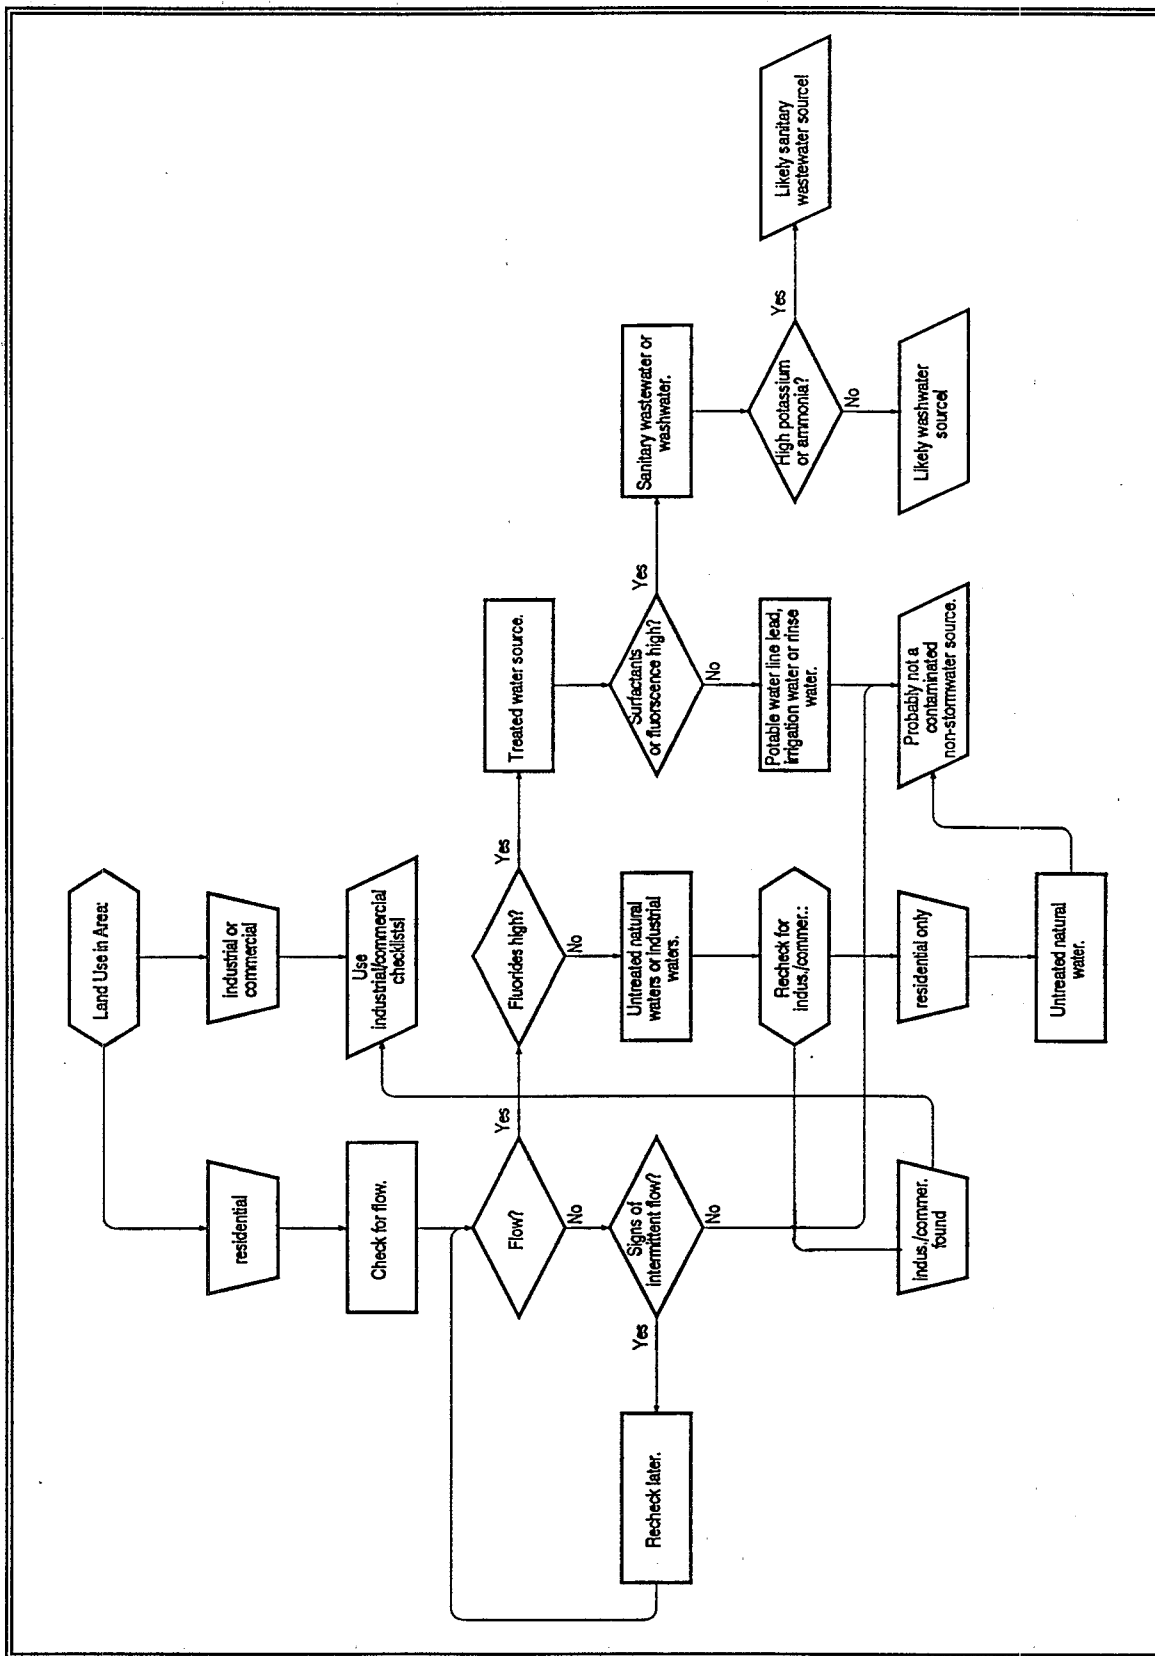 Land Use in Area:
residential
industrial or
commercial
Check for flow.
Use
industrial/commercial
checklists!
Flow?
Yes
Fluorides high?
Yes
Treated water source.
No
No
Signs of
intermittent flow?
Yes
No
Recheck later.
Untreated natural
waters or industrial
waters.
Surfactants
or fluorscence high?
Yes
No
Sanitary wastewater or
washwater.
Recheck for
indus./commer.:
Potable water line lead,
irrigation water or rinse
water.
High potassium
or ammonia?
Yes
No
Likely sanitary
wastewater source!
indus./commer.
found
residential only
Probably not a
contaminated
non-stormwater source.
Likely washwater
source!
Untreated natural
water.